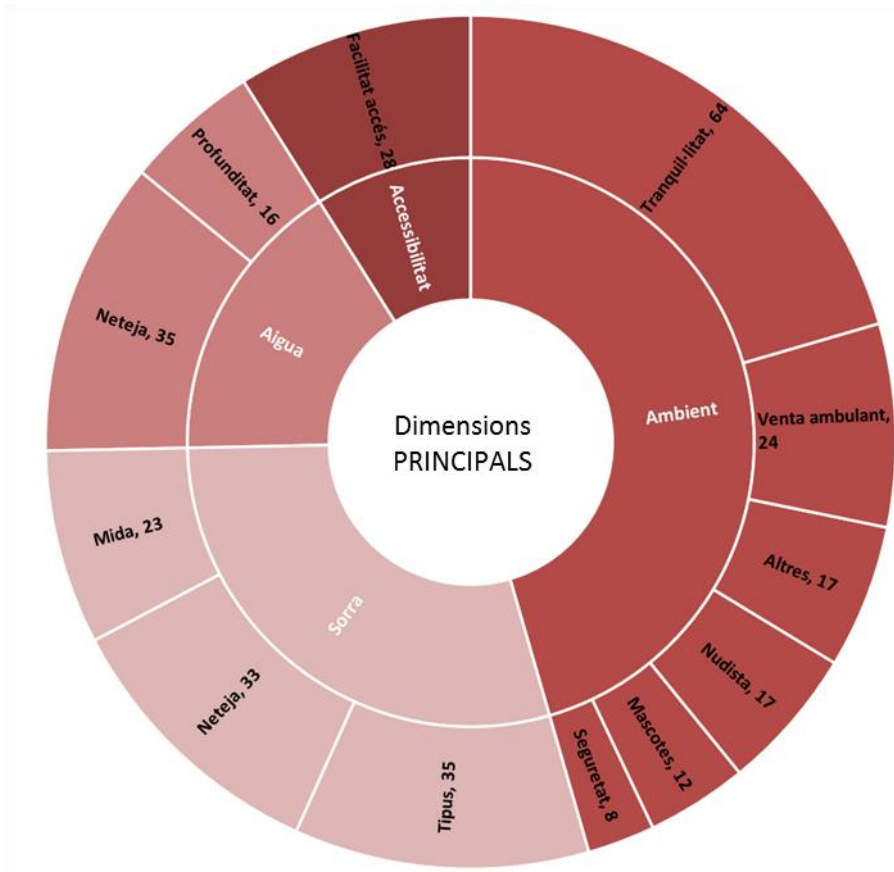 Dimensions
PRINCIPALS
Ambient
Tranquil·litat, 64
Venta ambulant,
24
Altres, 17
Nudista, 17
Mascotes, 12
Seguretat, 8
Sorra
Tipus, 35
Neteja, 33
Mida, 23
Aigua
Neteja, 35
Profunditat, 16
Accessibilitat
Facilitat accés, 28